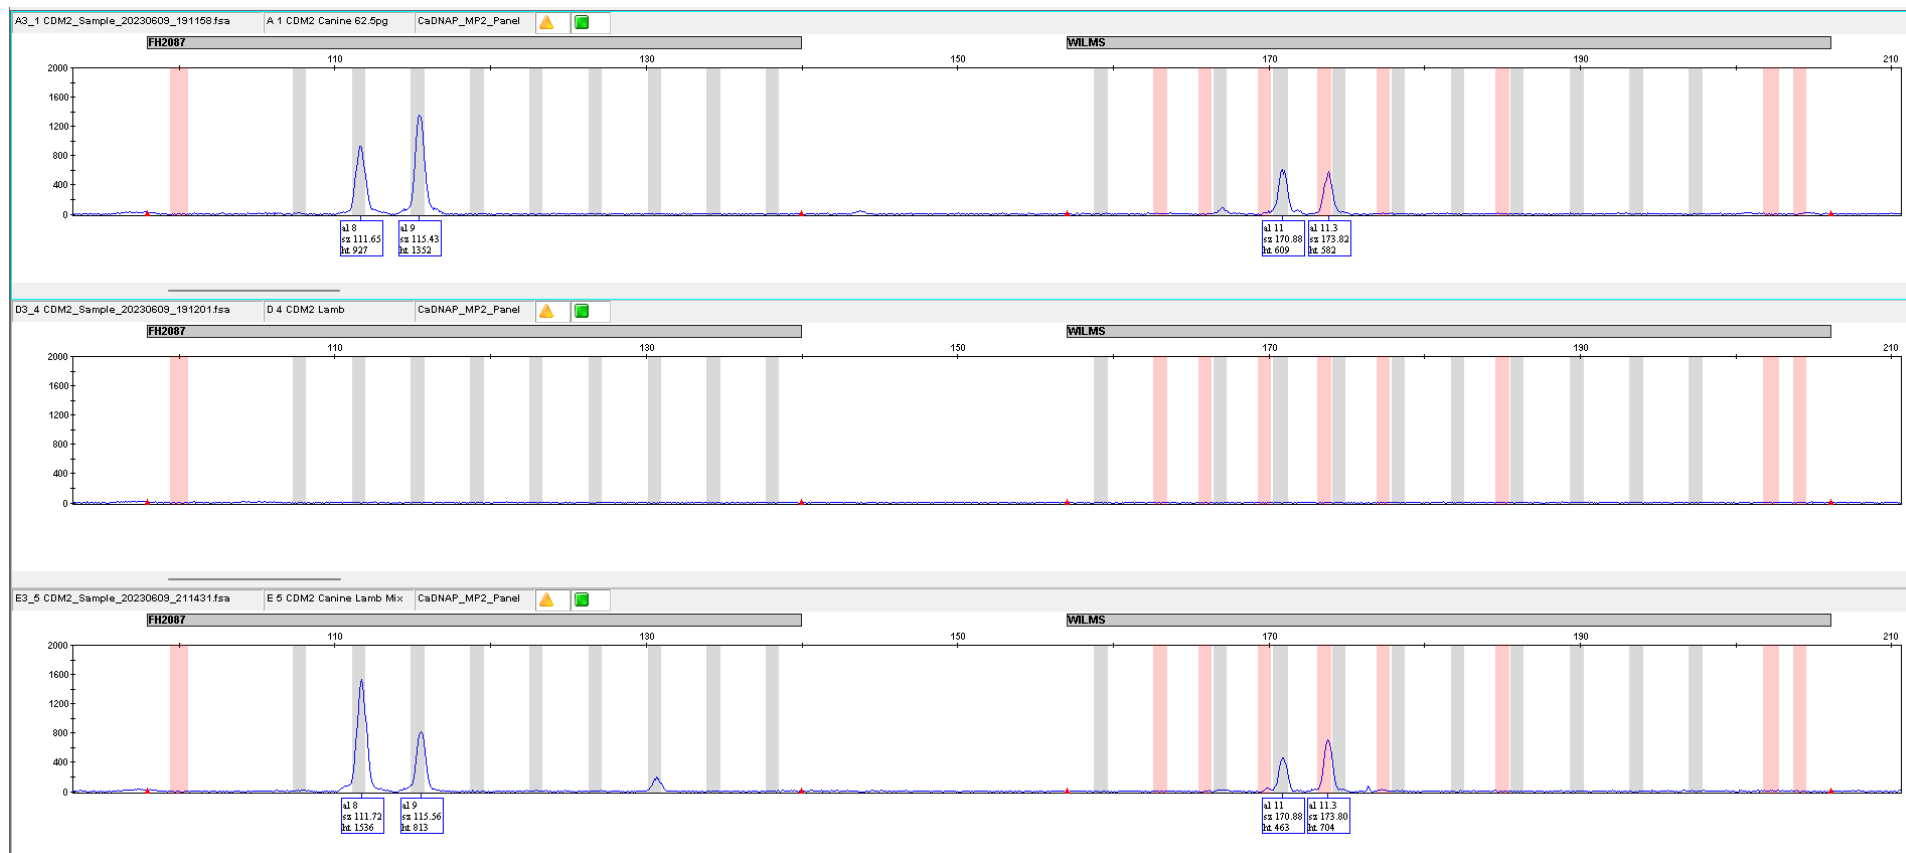 A3_1 CDM2_Sample_20230609_191158.fsa A 1 CDM2 Canine 62.5pg CaDNAP_MP2_Panel
FH2087 WILMS
110 130 150 170 190 210
2000
1600
1200
800
400
0
al 8 al 9 al 11 al 11.3
sz 111.65 sz 115.43 sz 170.88 sz 173.82
ht 927 ht 1352 ht 609 ht 582
D3_4 CDM2_Sample_20230609_191201.fsa D 4 CDM2 Lamb CaDNAP_MP2_Panel
FH2087 WILMS
110 130 150 170 190 210
2000
1600
1200
800
400
0
E3_5 CDM2_Sample_20230609_211431.fsa E 5 CDM2 Canine Lamb Mix CaDNAP_MP2_Panel
FH2087 WILMS
110 130 150 170 190 210
2000
1600
1200
800
400
0
al 8 al 9 al 11 al 11.3
sz 111.72 sz 115.56 sz 170.88 sz 173.80
ht 1536 ht 813 ht 463 ht 704